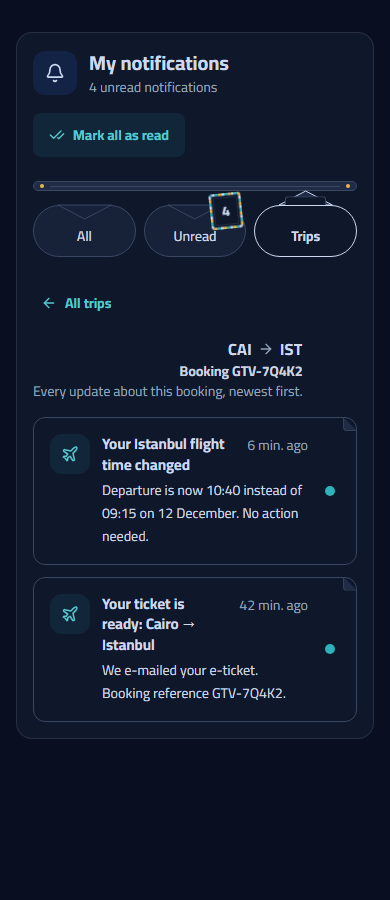 My notifications
4 unread notifications
Mark all as read
All
Unread
4
Trips
← All trips
CAI → IST
Booking GTV-7Q4K2
Every update about this booking, newest first.
Your Istanbul flight
time changed
6 min. ago
Departure is now 10:40 instead of
09:15 on 12 December. No action
needed.
Your ticket is
ready: Cairo →
Istanbul
42 min. ago
We e-mailed your e-ticket.
Booking reference GTV-7Q4K2.